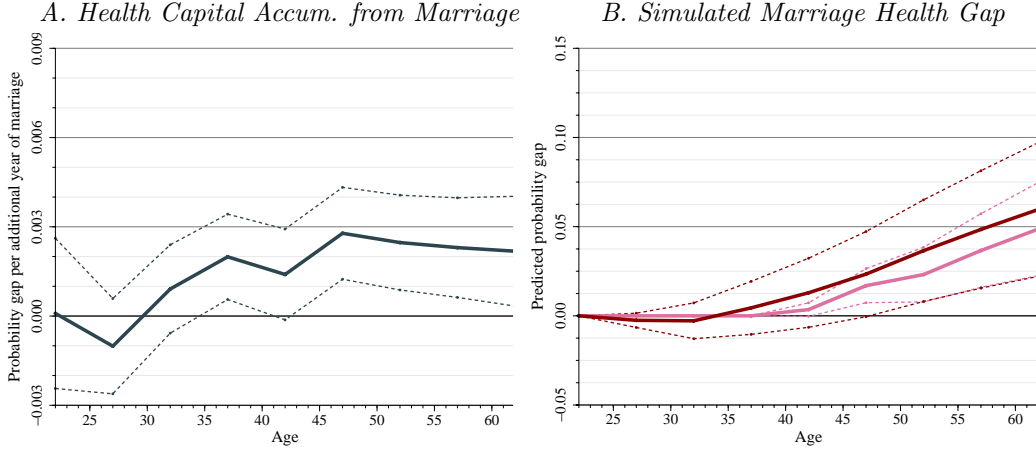 A. Health Capital Accum. from Marriage
Probability gap per additional year of marriage
0.009
0.006
0.003
0.000
−0.003
25 30 35 40 45 50 55 60
Age
B. Simulated Marriage Health Gap
Predicted probability gap
0.15
0.10
0.05
0.00
−0.05
25 30 35 40 45 50 55 60
Age